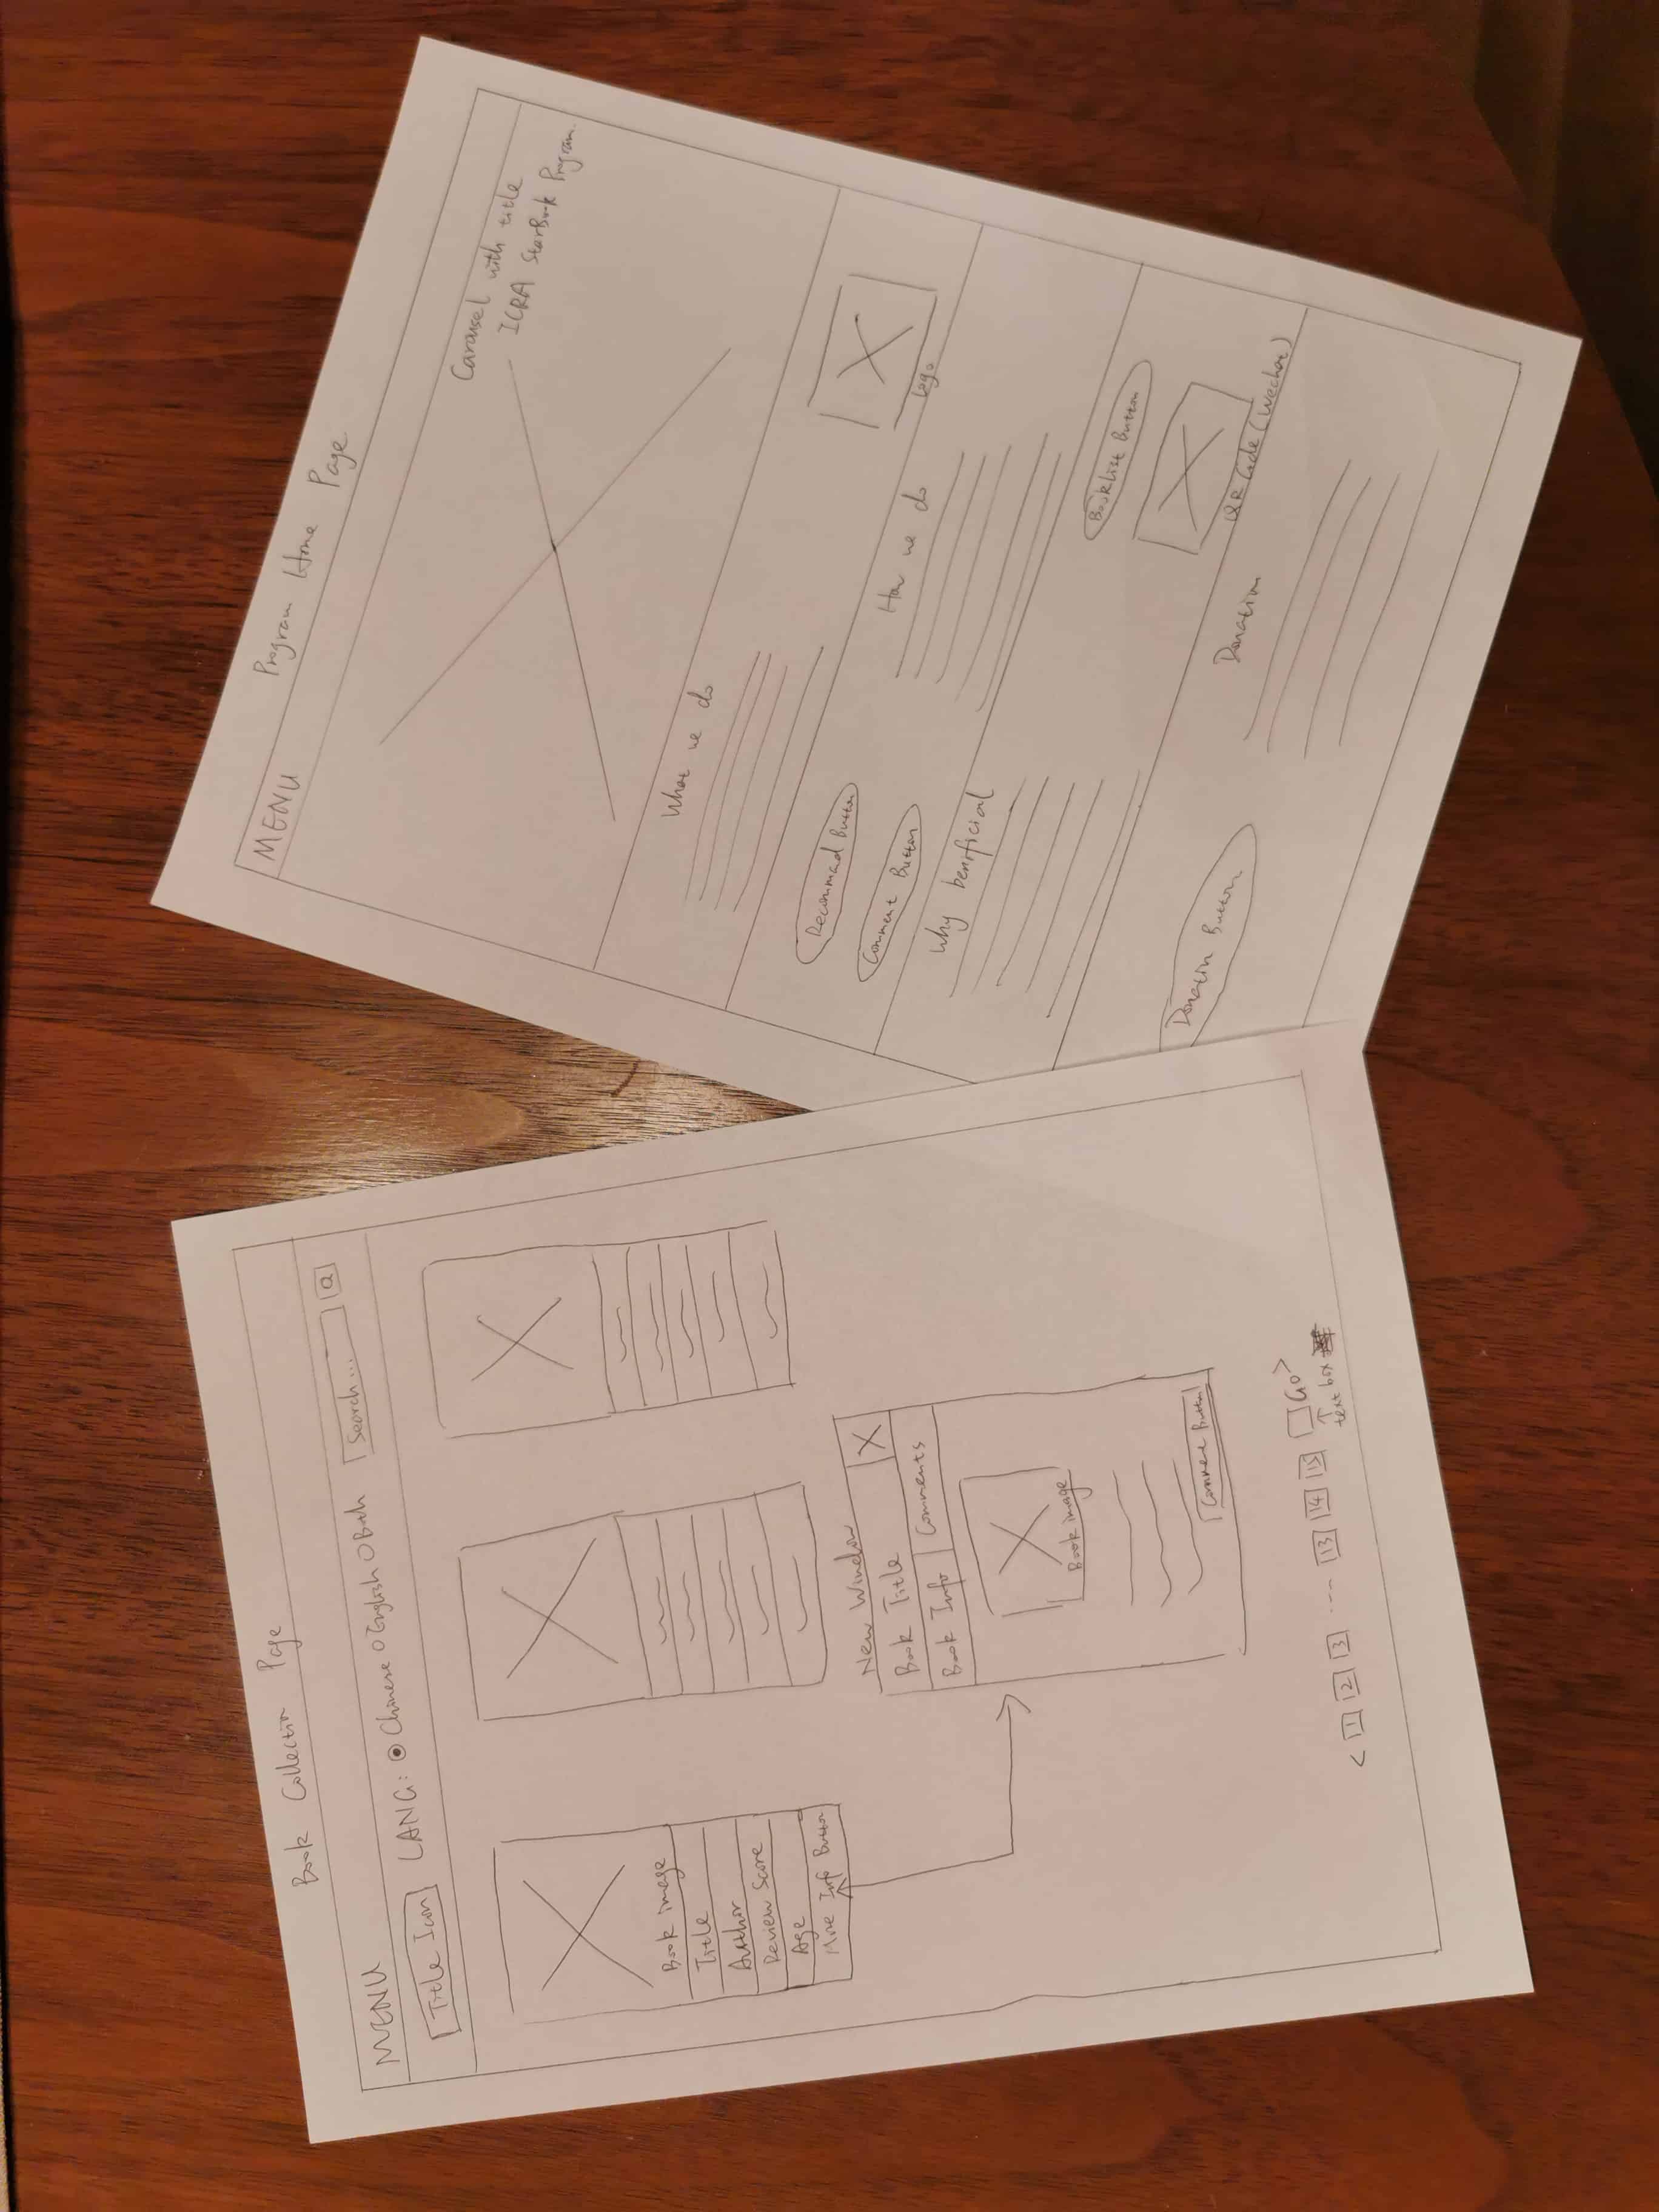 Book Collection Page
MENU
Title Icon LANG: Chinese English Both Search... Q
Book image
Title
Author
Review Score
Age
More Info Button
New Window
Book Title X
Book Info Comments
Book image
Comment Button
< 1 2 3 --- 13 14 15 GO >
text box
Program Home Page
MENU
Carousel with title
ICRA StarBook Program.
What we do
Recommad Button
Comment Button
Logo
How we do
Why benificial
Booklist Button
QR Code (Wechat)
Donation Button
Donation